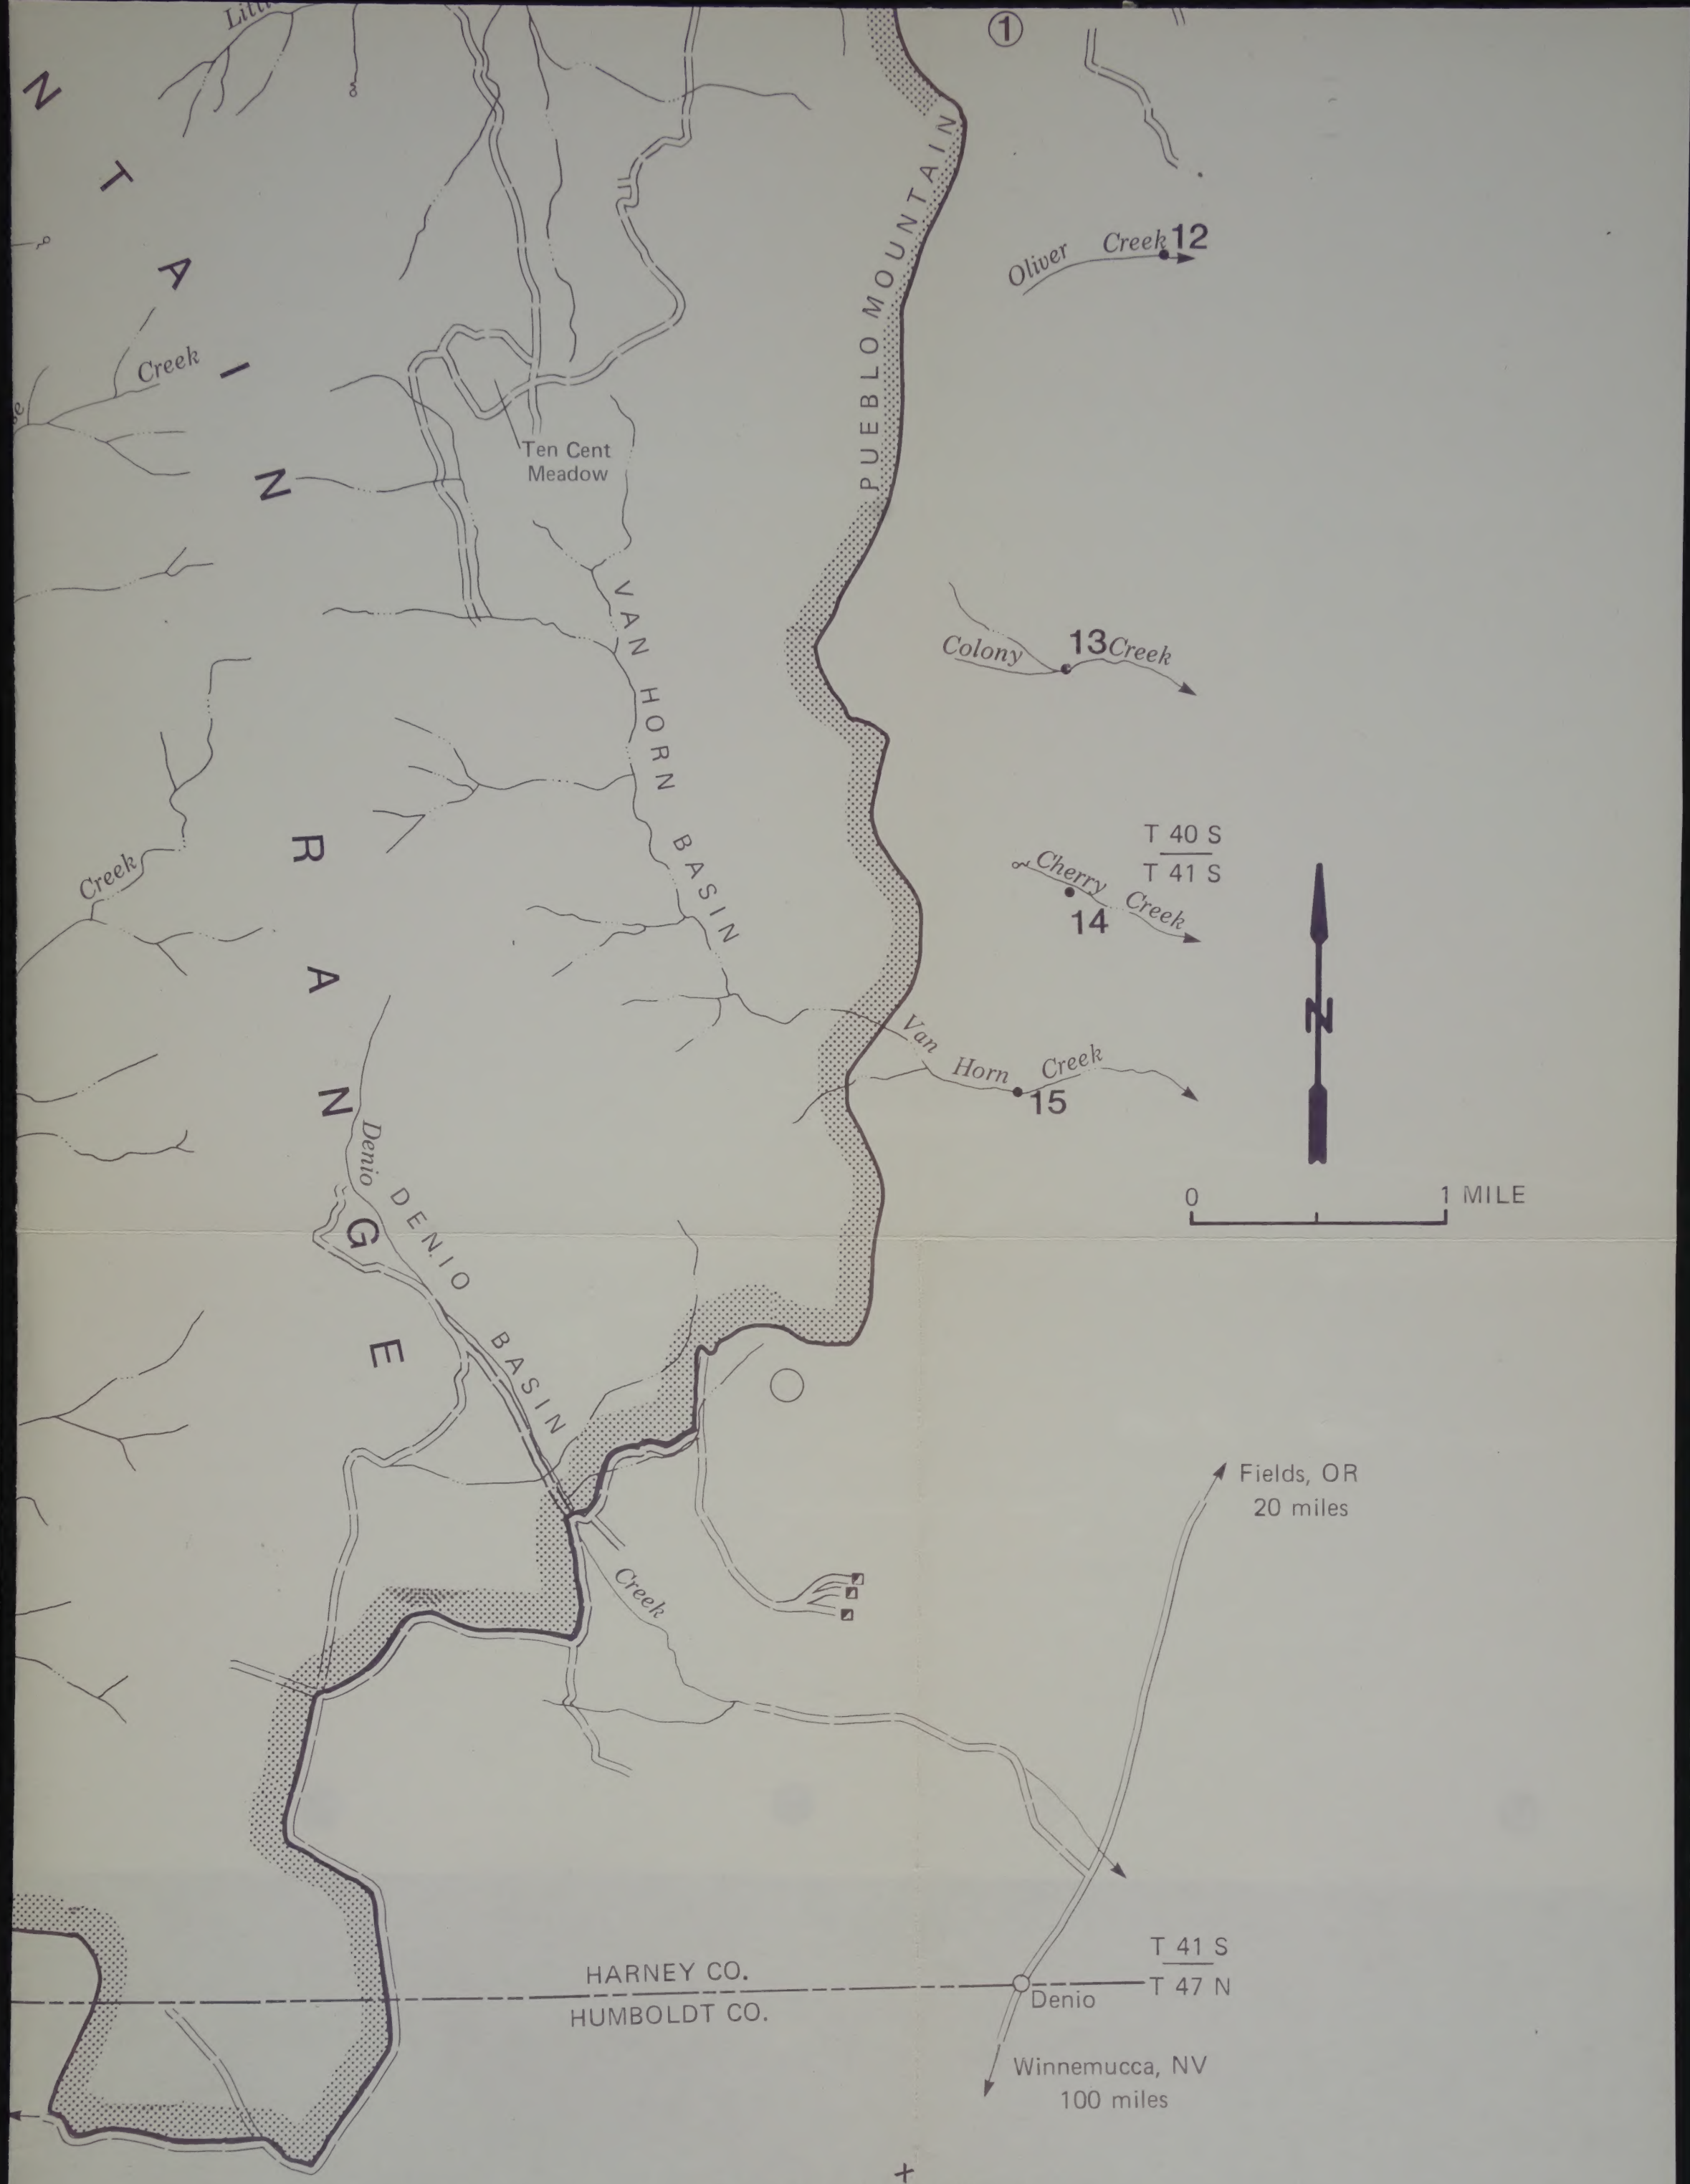 1
N
T
A
I
N
R
A
N
G
E
PUEBLO MOUNTAIN
Oliver Creek 12
Creek
Ten Cent
Meadow
VAN HORN BASIN
Colony 13 Creek
T 40 S
T 41 S
Cherry Creek
14
Creek
N
Van Horn Creek
15
Denio
DENIO BASIN
0 1 MILE
Fields, OR
20 miles
Creek
HARNEY CO.
HUMBOLDT CO.
T 41 S
T 47 N
Denio
Winnemucca, NV
100 miles